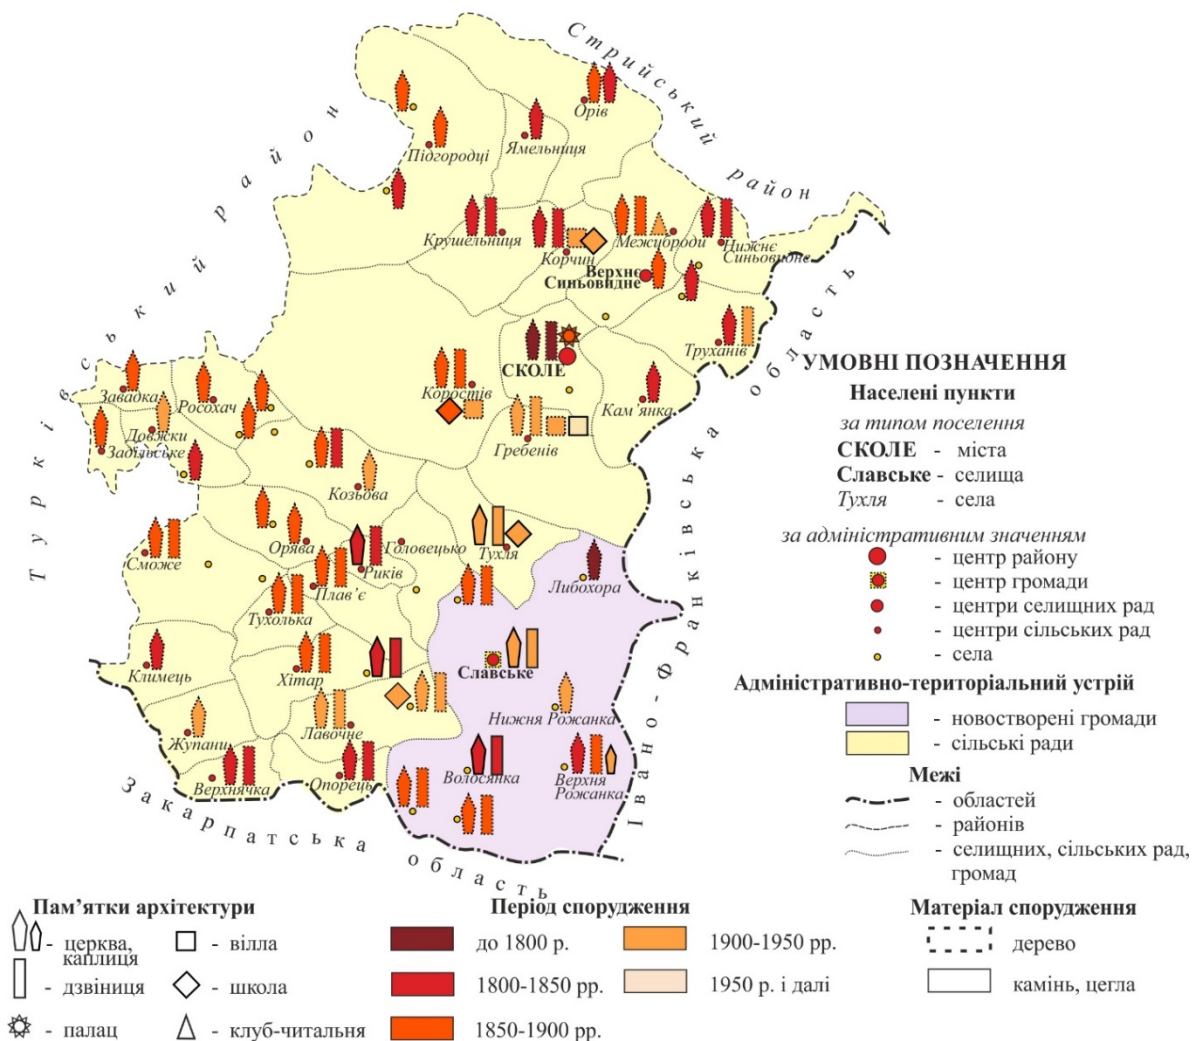 Стрийський район
Турківський район
Івано-Франківська область
Закарпатська область
Орів
Ямельниця
Підгородці
Крушельниця
Корчин
Межиброди
Нижнє
Синьовидне
Верхнє
Синьовидне
Труханів
СКОЛЕ
Коростів
Кам'янка
Гребенів
Завадка
Росохач
Довжки
Задільське
Козьова
Орява
Головецько
Тухля
Риків
Сможе
Плав'є
Либохора
Тухолька
Климець
Хітар
Славське
Нижня Рожанка
Жупани
Лавочне
Верхнячка
Опорець
Волосянка
Верхня
Рожанка
УМОВНІ ПОЗНАЧЕННЯ
Населені пункти
за типом поселення
СКОЛЕ - міста
Славське - селища
Тухля - села
за адміністративним значенням
- центр району
- центр громади
- центри селищних рад
- центри сільських рад
- села
Адміністративно-територіальний устрій
- новостворені громади
- сільські ради
Межі
- областей
- районів
- селищних, сільських рад,
громад
Пам'ятки архітектури
- церква,
каплиця
- дзвіниця
- палац
- вілла
- школа
- клуб-читальня
Період спорудження
до 1800 р.
1800-1850 рр.
1850-1900 рр.
1900-1950 рр.
1950 р. і далі
Матеріал спорудження
дерево
камінь, цегла